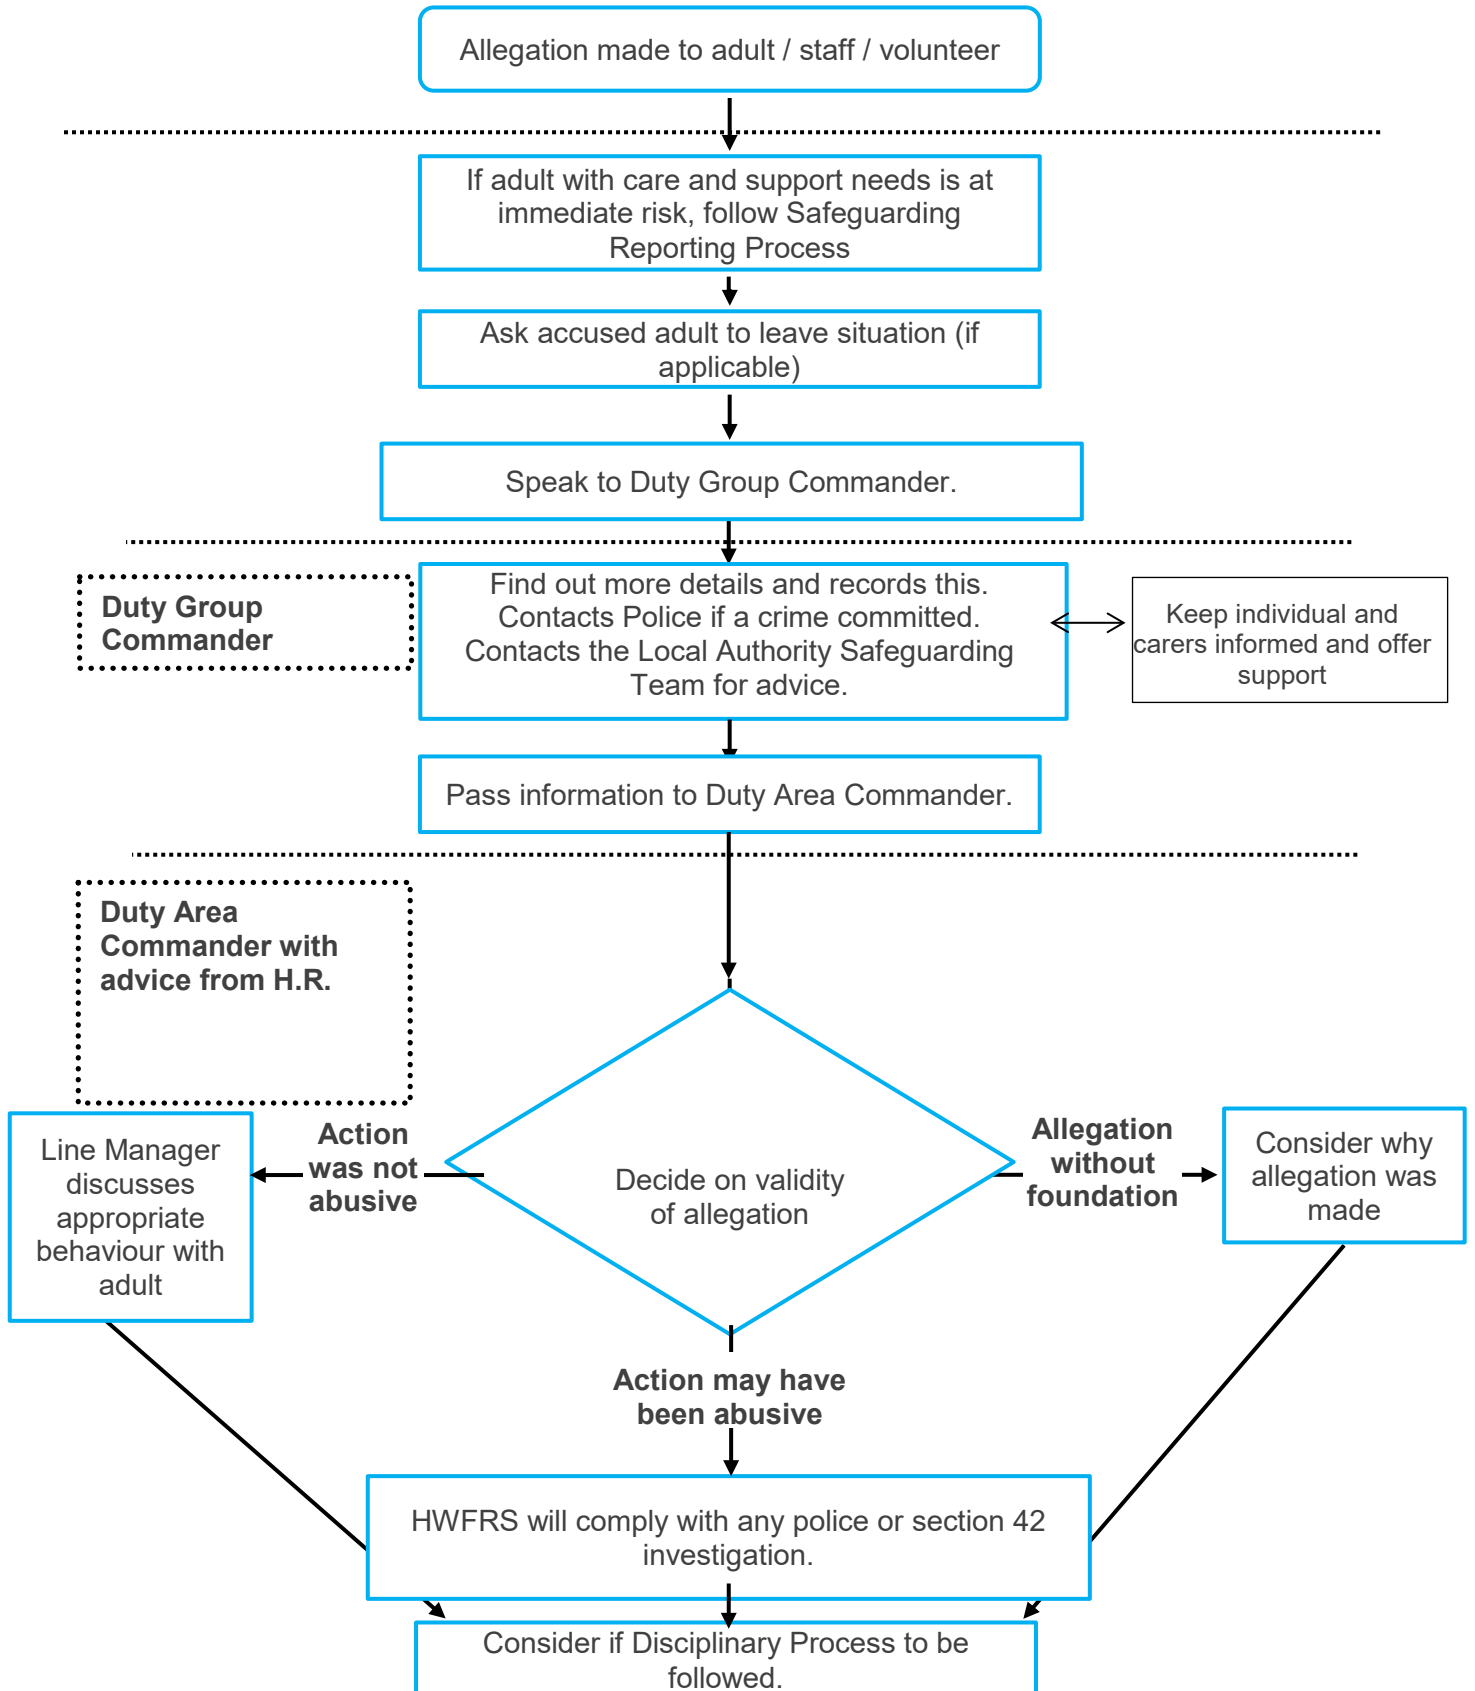 Allegation made to adult / staff / volunteer
If adult with care and support needs is at
immediate risk, follow Safeguarding
Reporting Process
Ask accused adult to leave situation (if
applicable)
Speak to Duty Group Commander.
Duty Group
Commander
Find out more details and records this.
Contacts Police if a crime committed.
Contacts the Local Authority Safeguarding
Team for advice.
Keep individual and
carers informed and offer
support
Pass information to Duty Area Commander.
Duty Area
Commander with
advice from H.R.
Line Manager
discusses
appropriate
behaviour with
adult
Action
was not
abusive
Decide on validity
of allegation
Allegation
without
foundation
Consider why
allegation was
made
Action may have
been abusive
HWFRS will comply with any police or section 42
investigation.
Consider if Disciplinary Process to be
followed.